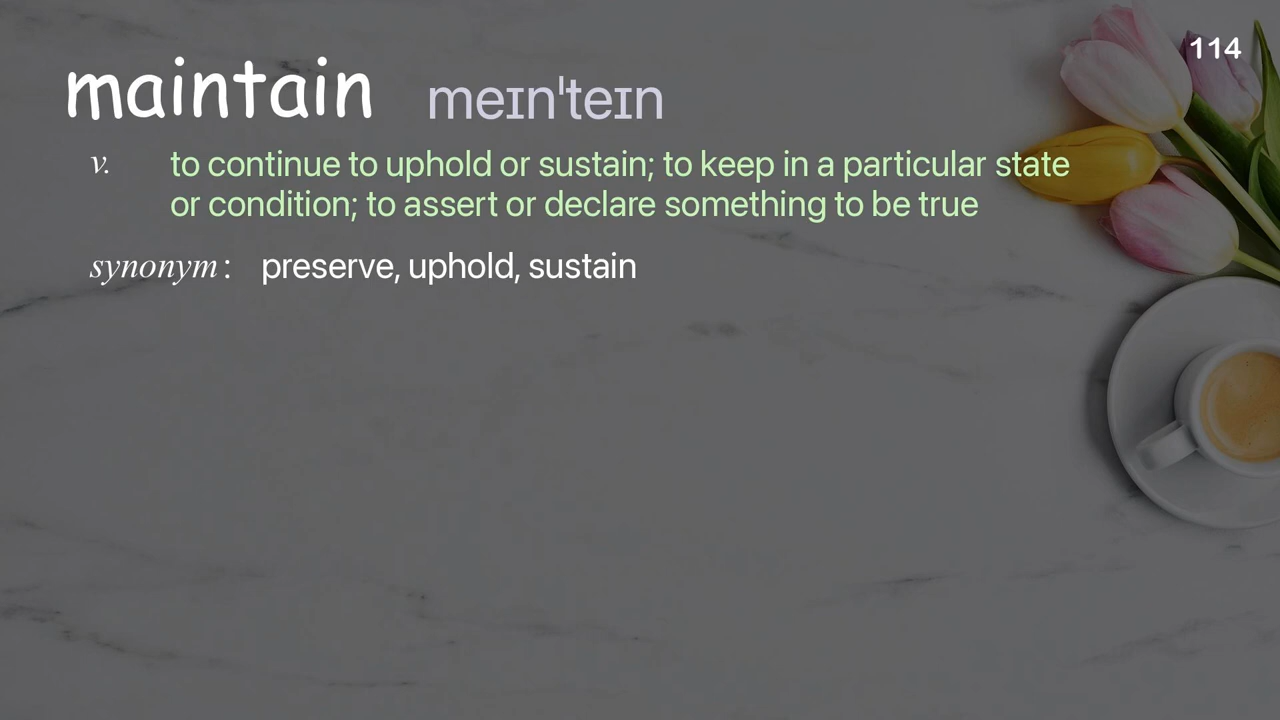 114
maintain meɪnˈteɪn
v. to continue to uphold or sustain; to keep in a particular state
or condition; to assert or declare something to be true
synonym: preserve, uphold, sustain